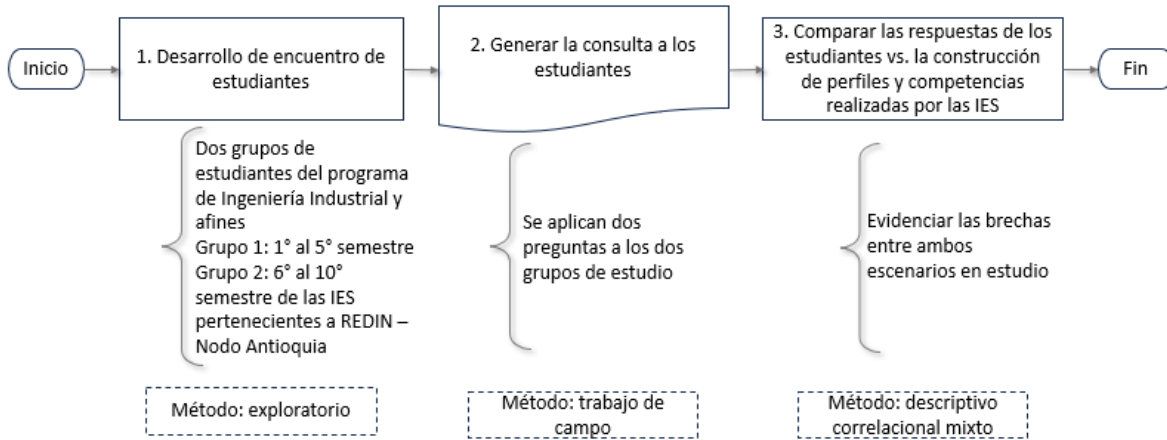 Inicio
1. Desarrollo de encuentro de
estudiantes
2. Generar la consulta a los
estudiantes
3. Comparar las respuestas de los
estudiantes vs. la construcción
de perfiles y competencias
realizadas por las IES
Fin
Dos grupos de
estudiantes del programa
de Ingeniería Industrial y
afines
Grupo 1: 1° al 5° semestre
Grupo 2: 6° al 10°
semestre de las IES
pertenecientes a REDIN –
Nodo Antioquia
Se aplican dos
preguntas a los dos
grupos de estudio
Evidenciar las brechas
entre ambos
escenarios en estudio
Método: exploratorio
Método: trabajo de
campo
Método: descriptivo
correlacional mixto